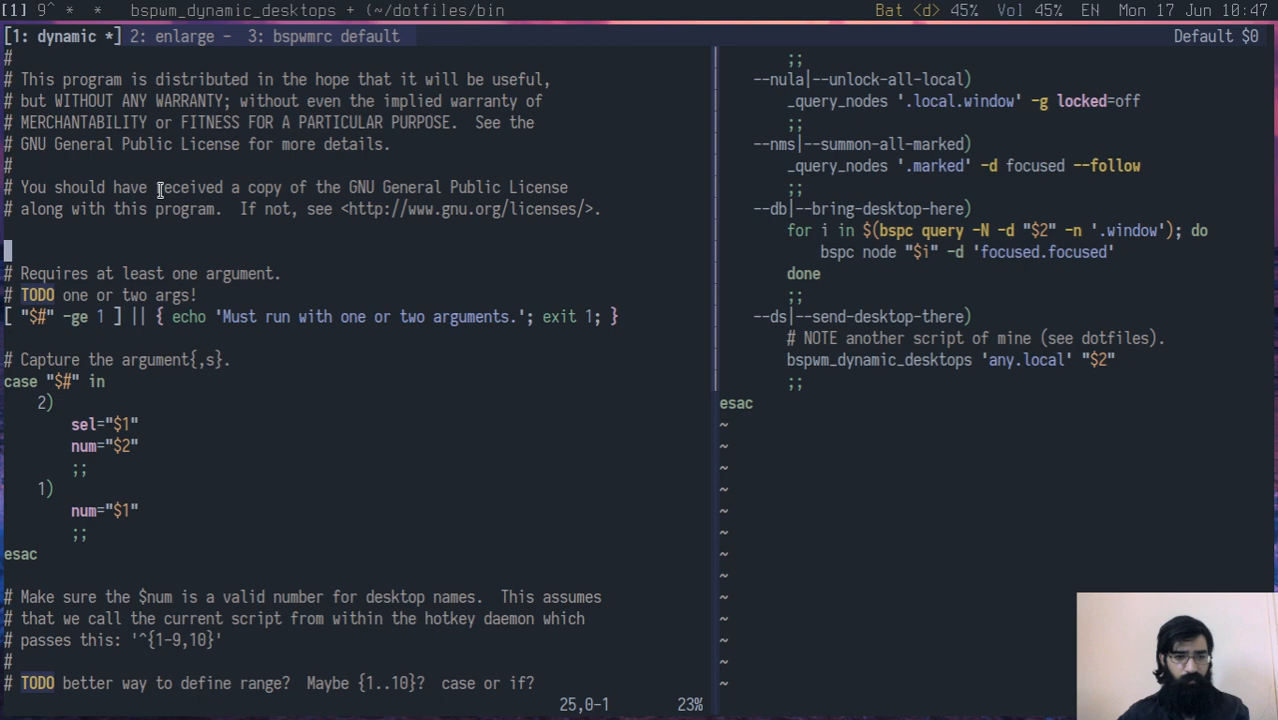 [1] 9^ * * bspwm_dynamic_desktops + (~/dotfiles/bin Bat <d> 45% Vol 45% EN Mon 17 Jun 10:47
[1: dynamic *] 2: enlarge - 3: bspwmrc default Default $0
#
# This program is distributed in the hope that it will be useful,
# but WITHOUT ANY WARRANTY; without even the implied warranty of
# MERCHANTABILITY or FITNESS FOR A PARTICULAR PURPOSE.  See the
# GNU General Public License for more details.
#
# You should have received a copy of the GNU General Public License
# along with this program.  If not, see <http://www.gnu.org/licenses/>.
# Requires at least one argument.
# TODO one or two args!
[ "$#" -ge 1 ] || { echo 'Must run with one or two arguments.'; exit 1; }
# Capture the argument{,s}.
case "$#" in
    2)
        sel="$1"
        num="$2"
        ;;
    1)
        num="$1"
        ;;
esac
# Make sure the $num is a valid number for desktop names.  This assumes
# that we call the current script from within the hotkey daemon which
# passes this: '^{1-9,10}'
#
# TODO better way to define range?  Maybe {1..10}?  case or if?
25,0-1 23%
        ;;
    --nula|--unlock-all-local)
        _query_nodes '.local.window' -g locked=off
        ;;
    --nms|--summon-all-marked)
        _query_nodes '.marked' -d focused --follow
        ;;
    --db|--bring-desktop-here)
        for i in $(bspc query -N -d "$2" -n '.window'); do
            bspc node "$i" -d 'focused.focused'
        done
        ;;
    --ds|--send-desktop-there)
        # NOTE another script of mine (see dotfiles).
        bspwm_dynamic_desktops 'any.local' "$2"
        ;;
esac
~
~
~
~
~
~
~
~
~
~
~
~
~